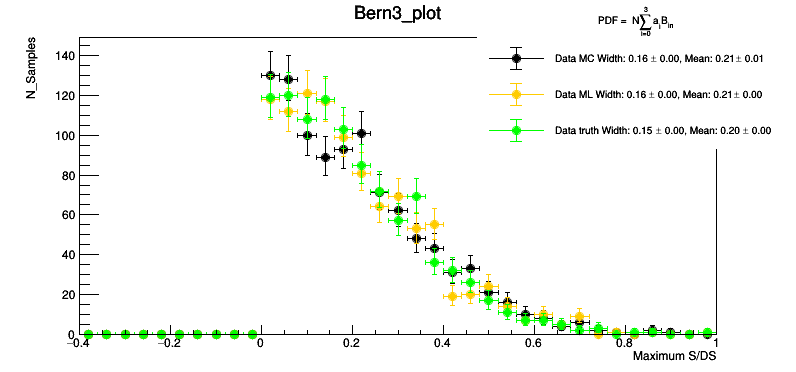 Bern3_plot
3
PDF = N∑ aᵢBᵢₙ
i=0
Data MC Width: 0.16 ± 0.00, Mean: 0.21± 0.01
Data ML Width: 0.16 ± 0.00, Mean: 0.21± 0.00
Data truth Width: 0.15 ± 0.00, Mean: 0.20 ± 0.00
N_Samples
140
120
100
80
60
40
20
0
−0.4 −0.2 0 0.2 0.4 0.6 0.8 1
Maximum S/DS